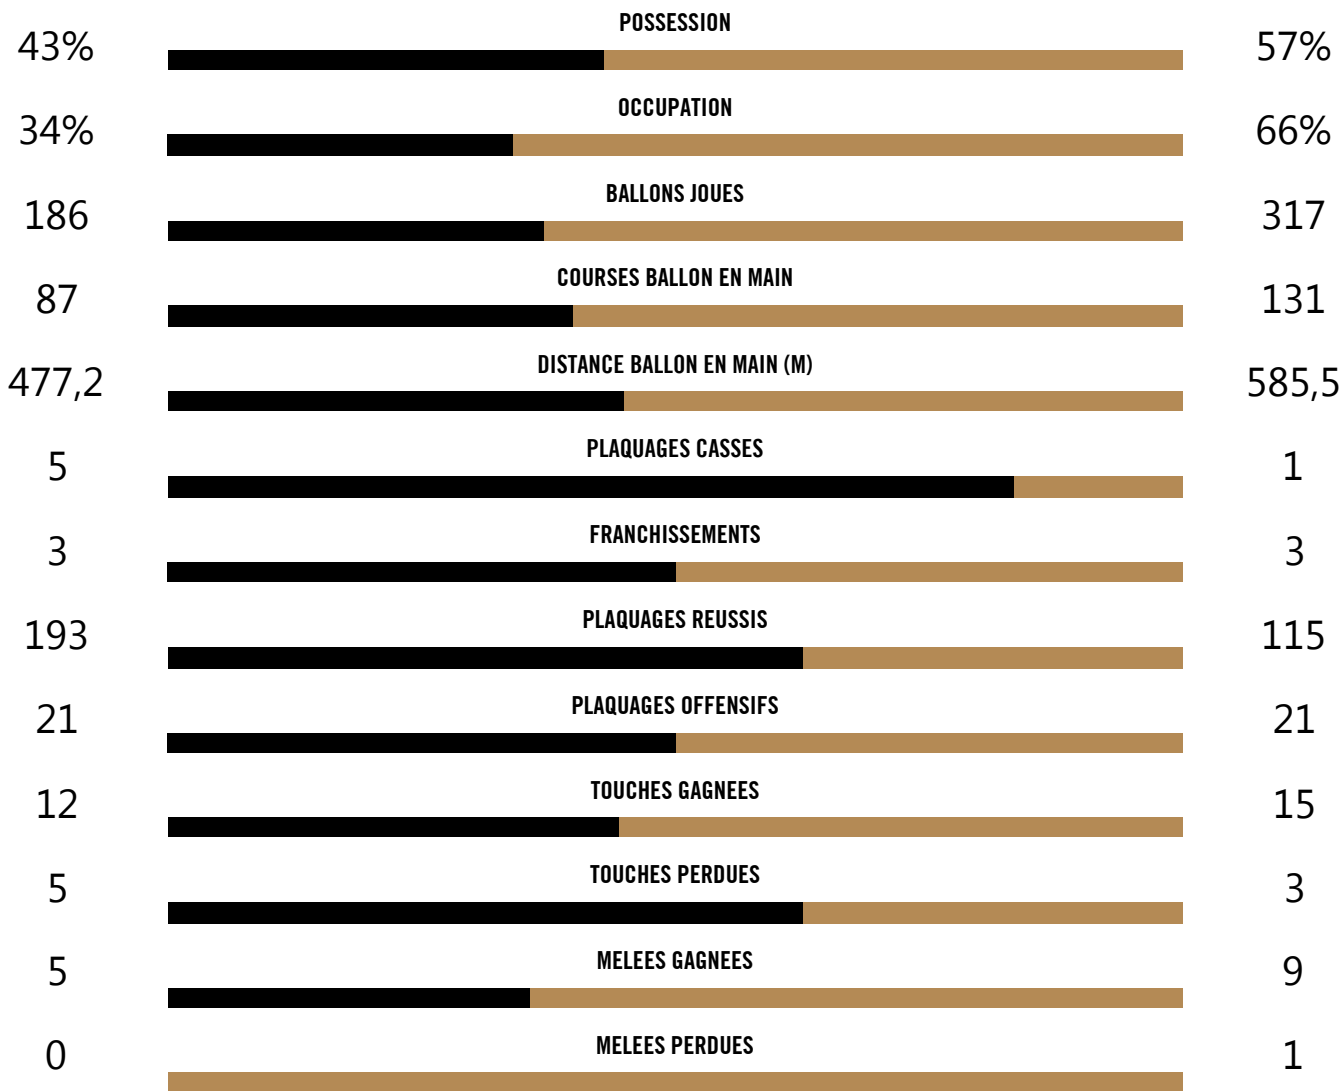 POSSESSION
43% 57%
OCCUPATION
34% 66%
BALLONS JOUES
186 317
COURSES BALLON EN MAIN
87 131
DISTANCE BALLON EN MAIN (M)
477,2 585,5
PLAQUAGES CASSES
5 1
FRANCHISSEMENTS
3 3
PLAQUAGES REUSSIS
193 115
PLAQUAGES OFFENSIFS
21 21
TOUCHES GAGNEES
12 15
TOUCHES PERDUES
5 3
MELEES GAGNEES
5 9
MELEES PERDUES
0 1